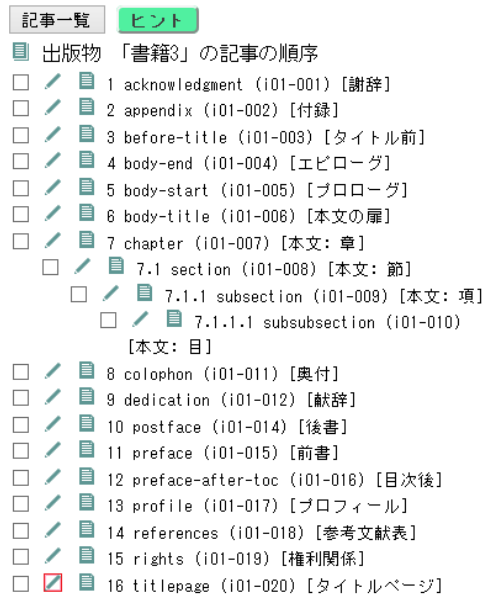 記事一覧 ヒント
出版物 「書籍3」の記事の順序
1 acknowledgment (i01-001) [謝辞]
2 appendix (i01-002) [付録]
3 before-title (i01-003) [タイトル前]
4 body-end (i01-004) [エピローグ]
5 body-start (i01-005) [プロローグ]
6 body-title (i01-006) [本文の扉]
7 chapter (i01-007) [本文: 章]
7.1 section (i01-008) [本文: 節]
7.1.1 subsection (i01-009) [本文: 項]
7.1.1.1 subsubsection (i01-010)
[本文: 目]
8 colophon (i01-011) [奥付]
9 dedication (i01-012) [献辞]
10 postface (i01-014) [後書]
11 preface (i01-015) [前書]
12 preface-after-toc (i01-016) [目次後]
13 profile (i01-017) [プロフィール]
14 references (i01-018) [参考文献表]
15 rights (i01-019) [権利関係]
16 titlepage (i01-020) [タイトルページ]